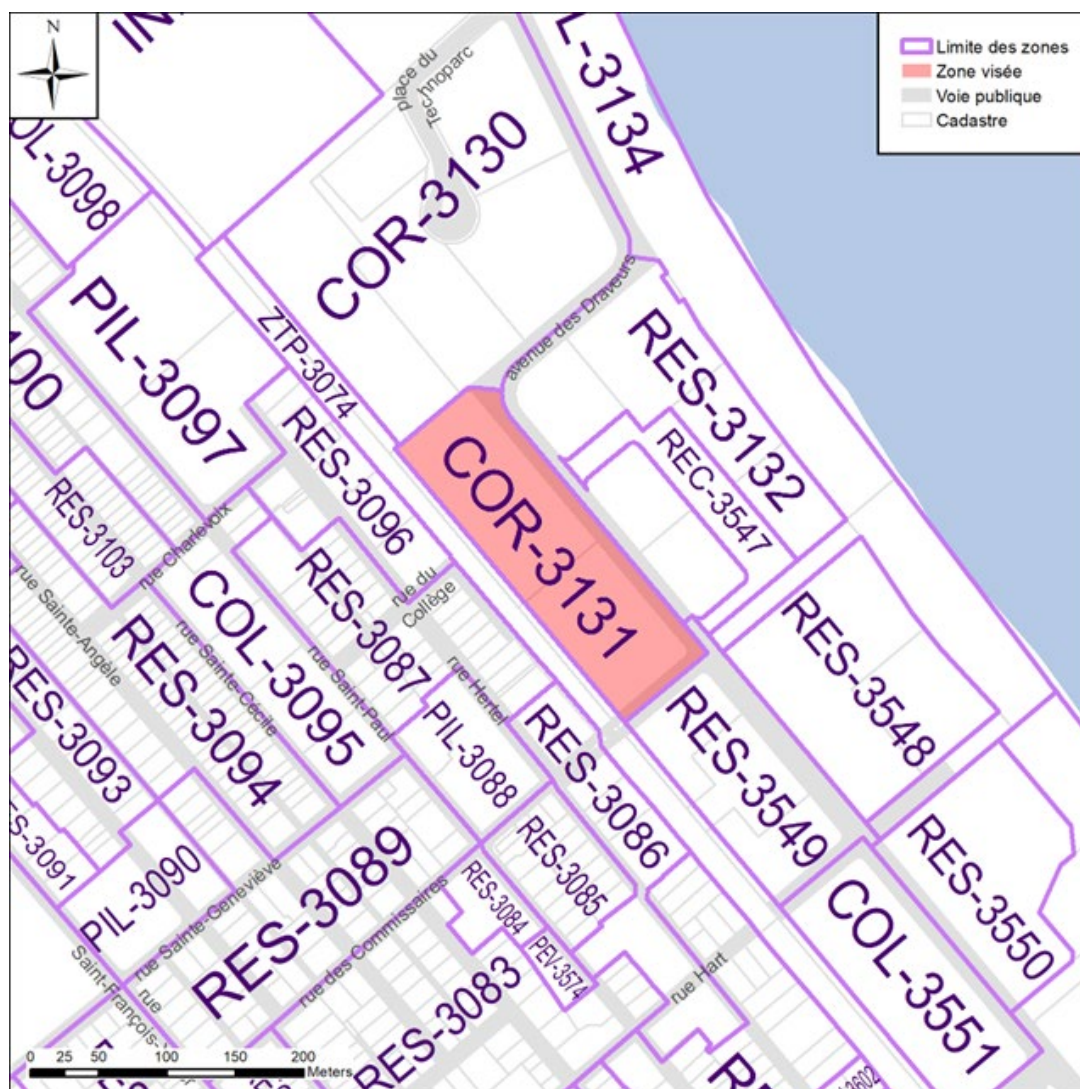 N
Limite des zones
Zone visée
Voie publique
Cadastre
place du
Technoparc
L-3134
COR-3130
OL-3098
PIL-3097
ZTP-3074
avenue des Draveurs
RES-3132
REC-3547
COR-3131
RES-3096
100
RES-3103
rue Charlevoix
rue du
Collège
RES-3087
COL-3095
rue Sainte-Angèle
RES-3094
rue Sainte-Cécile
rue Saint-Paul
rue Hertel
PIL-3088
RES-3086
RES-3548
RES-3549
RES-3093
ES-3091
PIL-3090
rue Sainte-Geneviève
RES-3089
RES-3085
RES-3084
PEV-3574
rue des Commissaires
RES-3083
rue Hart
COL-3551
RES-3550
rue
0 25 50 100 150 200
Meters